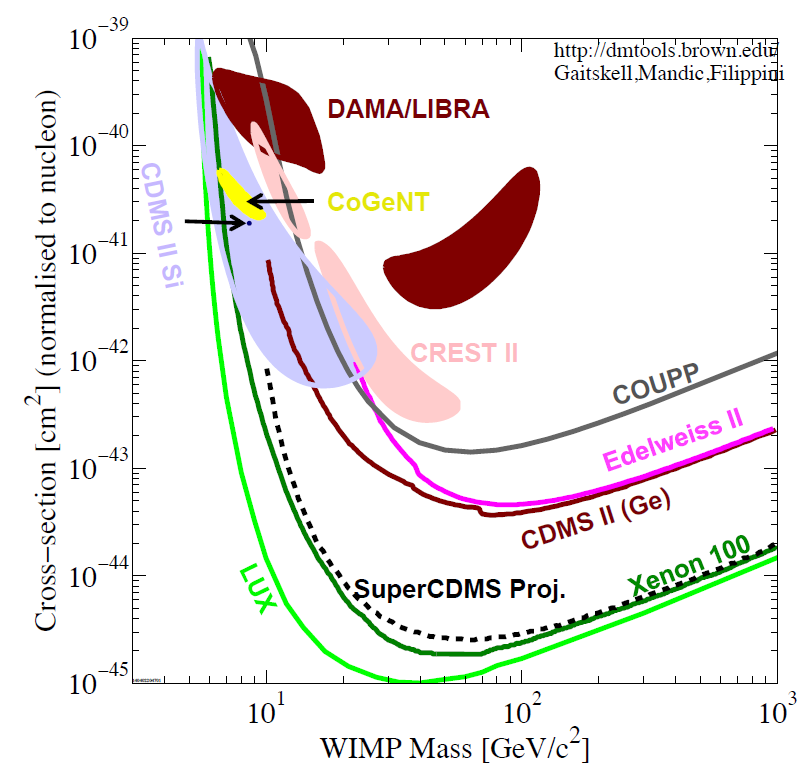 http://dmtools.brown.edu/
Gaitskell,Mandic,Filippini
10⁻³⁹
10⁻⁴⁰
10⁻⁴¹
10⁻⁴²
10⁻⁴³
10⁻⁴⁴
10⁻⁴⁵
Cross−section [cm²] (normalised to nucleon)
DAMA/LIBRA
CoGeNT
CDMS II Si
CREST II
COUPP
Edelweiss II
CDMS II (Ge)
Xenon 100
SuperCDMS Proj.
LUX
10¹
10²
10³
WIMP Mass [GeV/c²]